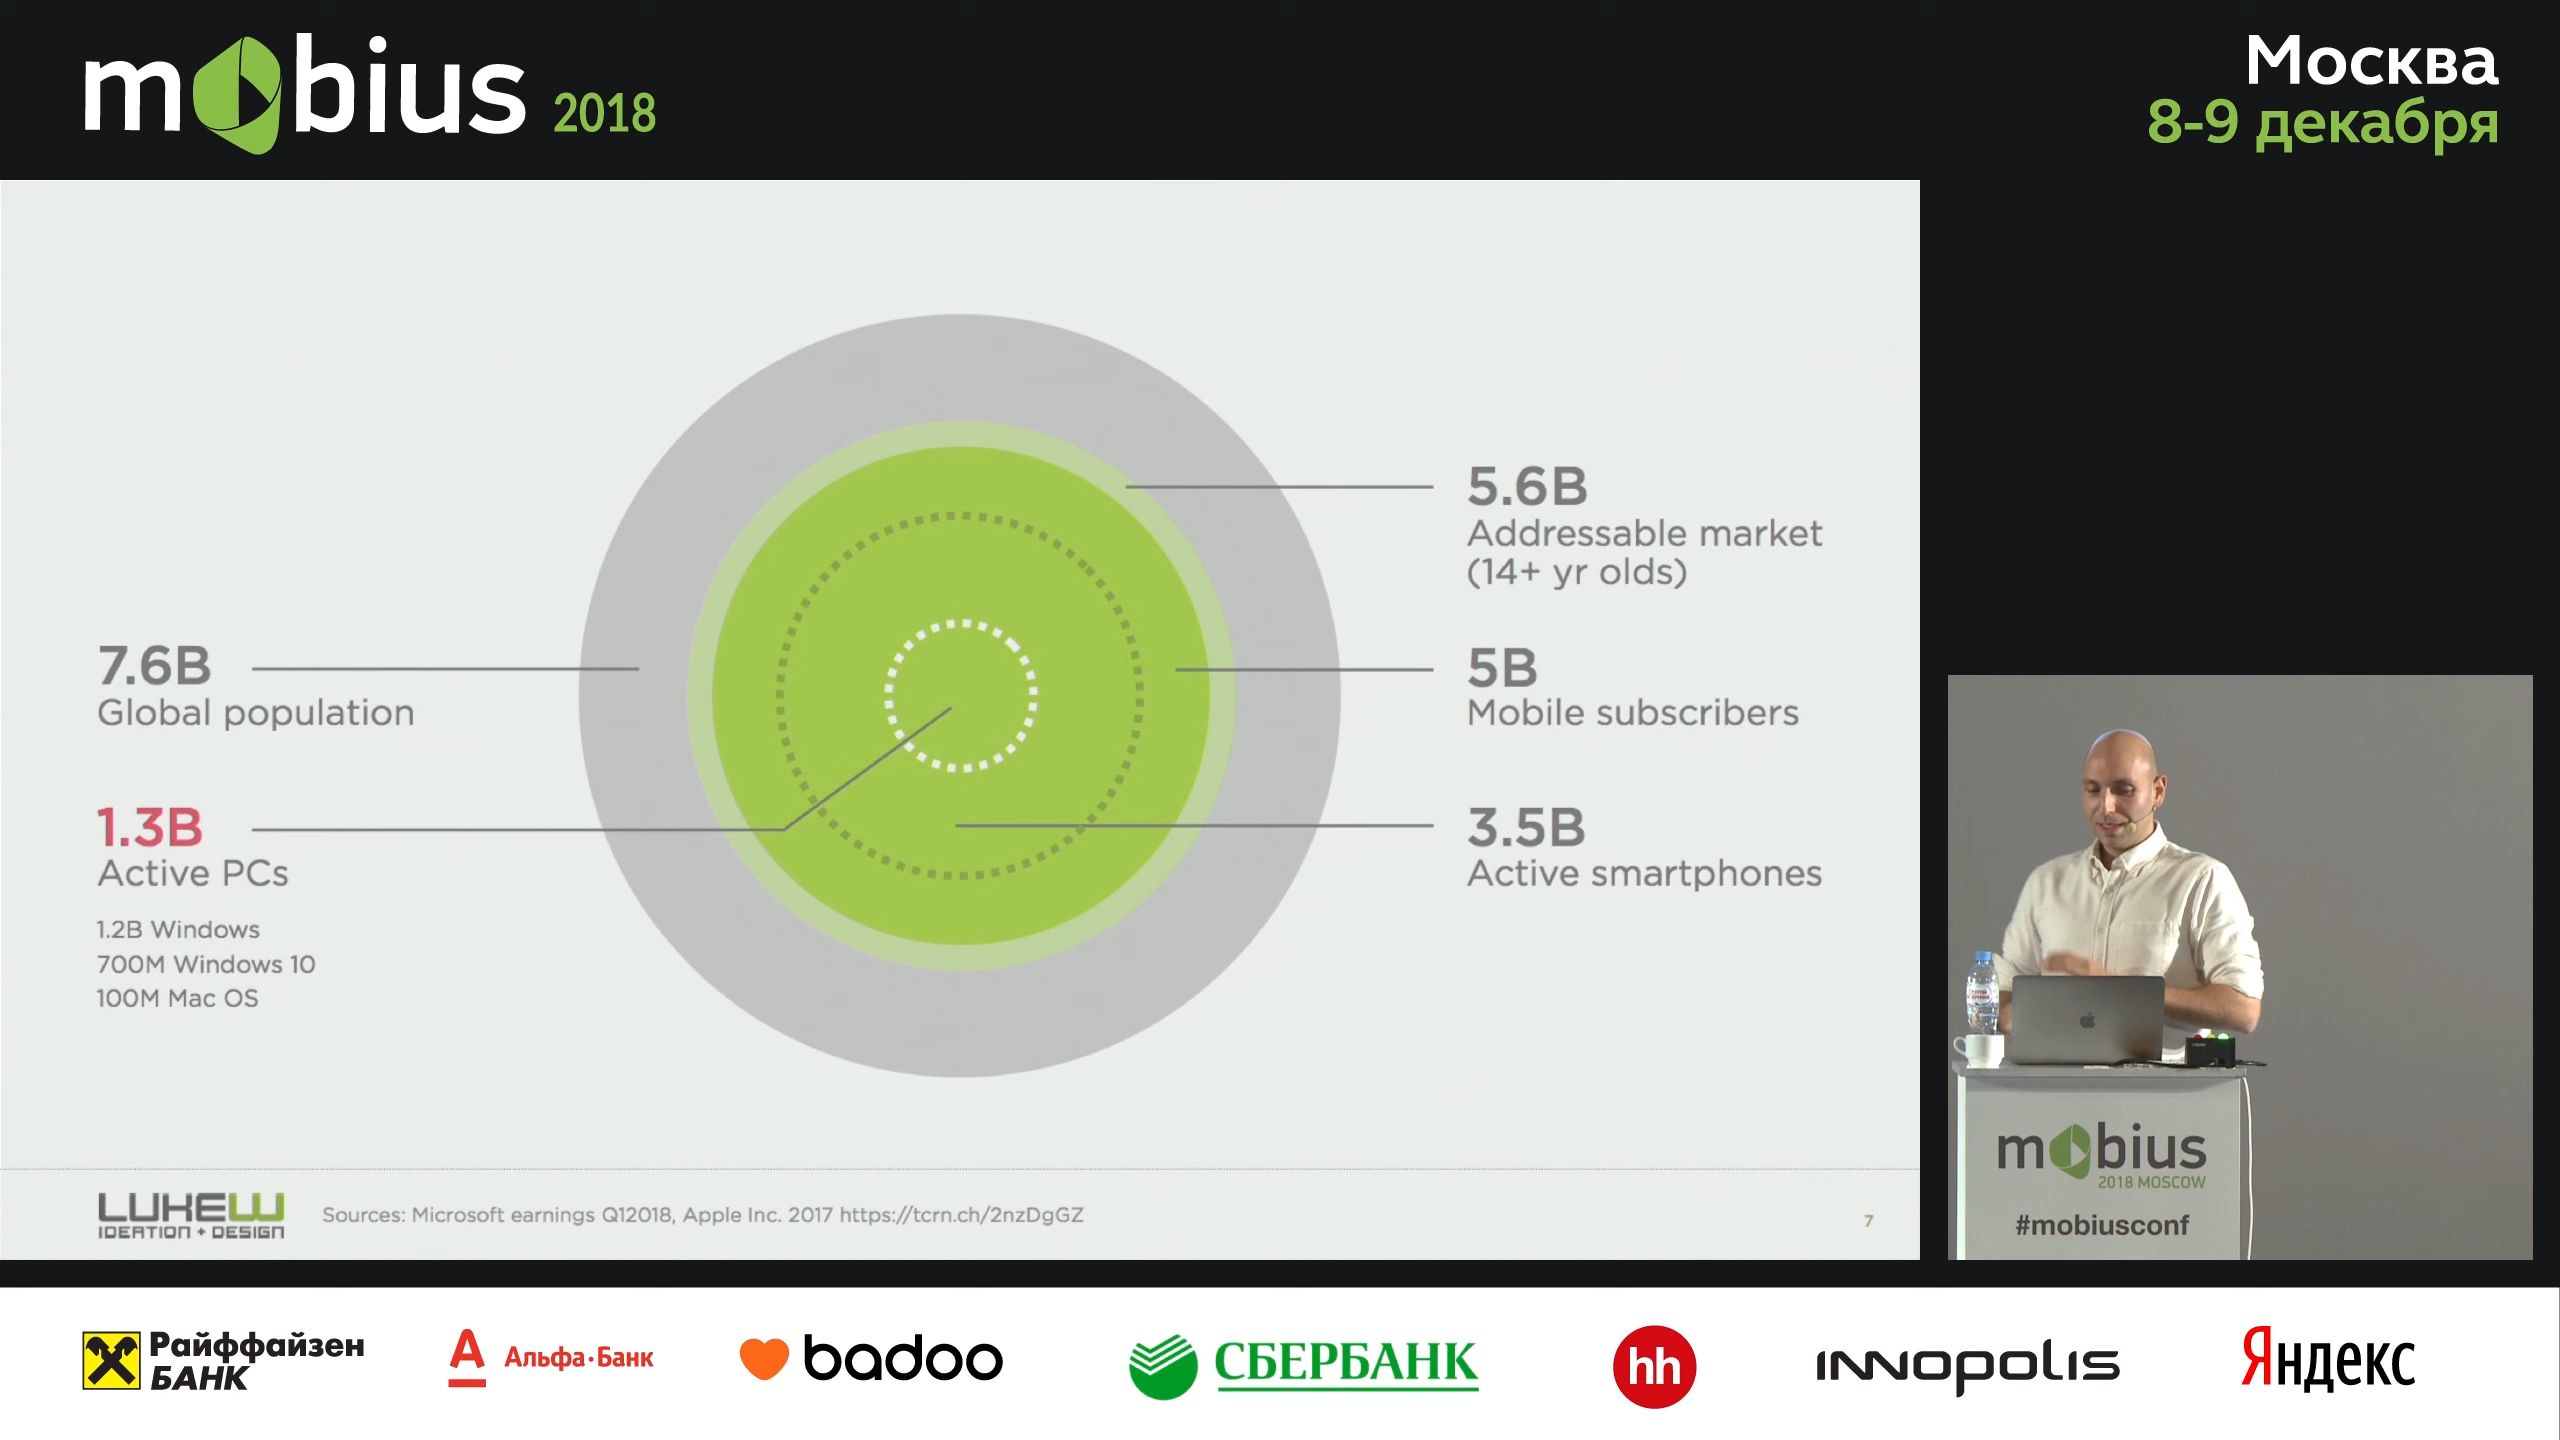 mobius 2018
Москва
8-9 декабря
7.6B
Global population
1.3B
Active PCs
1.2B Windows
700M Windows 10
100M Mac OS
5.6B
Addressable market
(14+ yr olds)
5B
Mobile subscribers
3.5B
Active smartphones
LUKEW
IDEATION + DESIGN
Sources: Microsoft earnings Q12018, Apple Inc. 2017 https://tcrn.ch/2nzDgGZ
7
mobius
2018 MOSCOW
#mobiusconf
Райффайзен
БАНК
А
Альфа·Банк
badoo
СБЕРБАНК
hh
INNOPOLIS
Яндекс